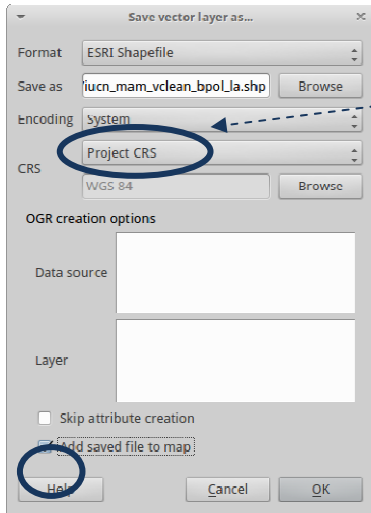 Save vector layer as...
Format ESRI Shapefile
Save as /iucn_mam_vclean_bpol_la.shp Browse
Encoding System
Project CRS
CRS
WGS 84 Browse
OGR creation options
Data source
Layer
Skip attribute creation
Add saved file to map
Help Cancel OK